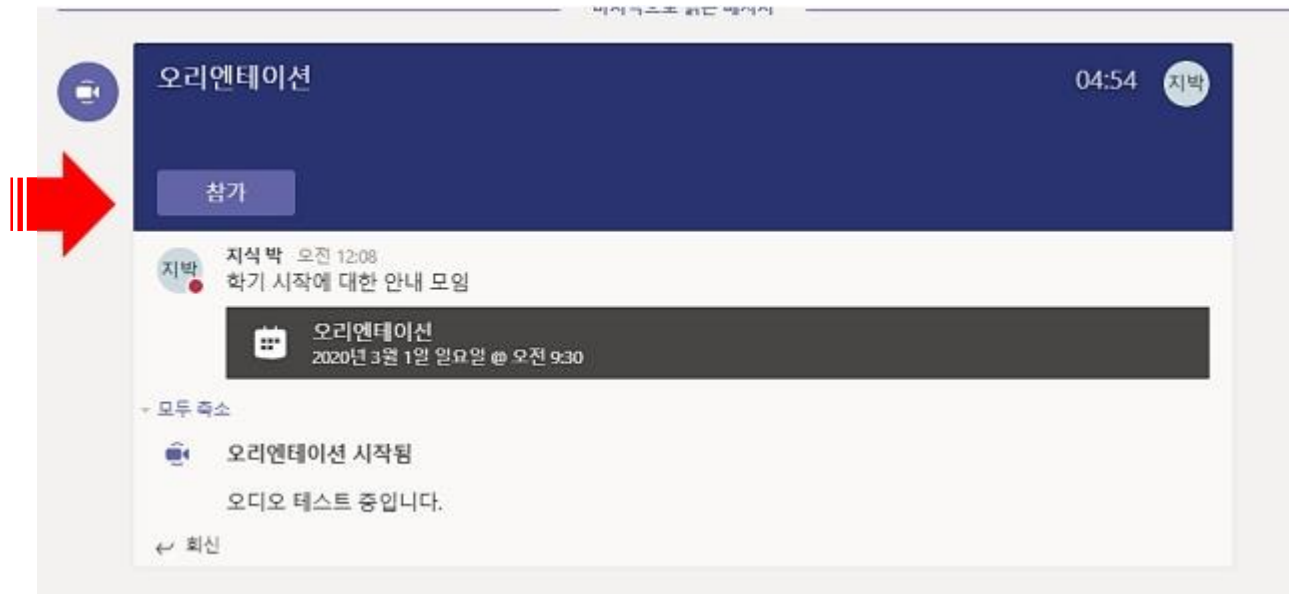 오리엔테이션
04:54 지박
참가
지박 지식 박 오전 12:08
학기 시작에 대한 안내 모임
오리엔테이션
2020년 3월 1일 일요일 @ 오전 9:30
모두 축소
오리엔테이션 시작됨
오디오 테스트 중입니다.
회신